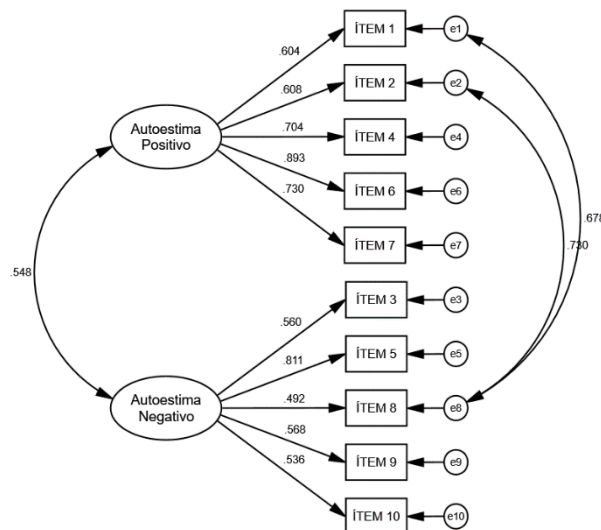 ÍTEM 1
e1
.604
ÍTEM 2
e2
.608
Autoestima
Positivo
.704
ÍTEM 4
e4
.893
ÍTEM 6
e6
.730
ÍTEM 7
e7
.678
.730
.548
ÍTEM 3
e3
.560
ÍTEM 5
e5
.811
Autoestima
Negativo
.492
ÍTEM 8
e8
.568
ÍTEM 9
e9
.536
ÍTEM 10
e10